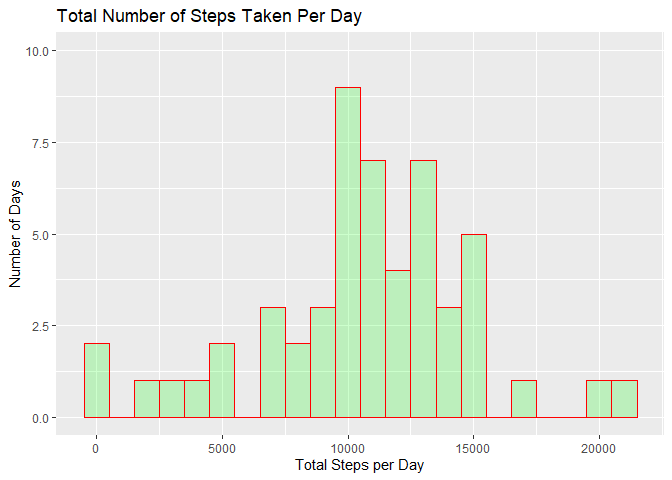 Total Number of Steps Taken Per Day
10.0
7.5
5.0
2.5
0.0
Number of Days
0 5000 10000 15000 20000
Total Steps per Day